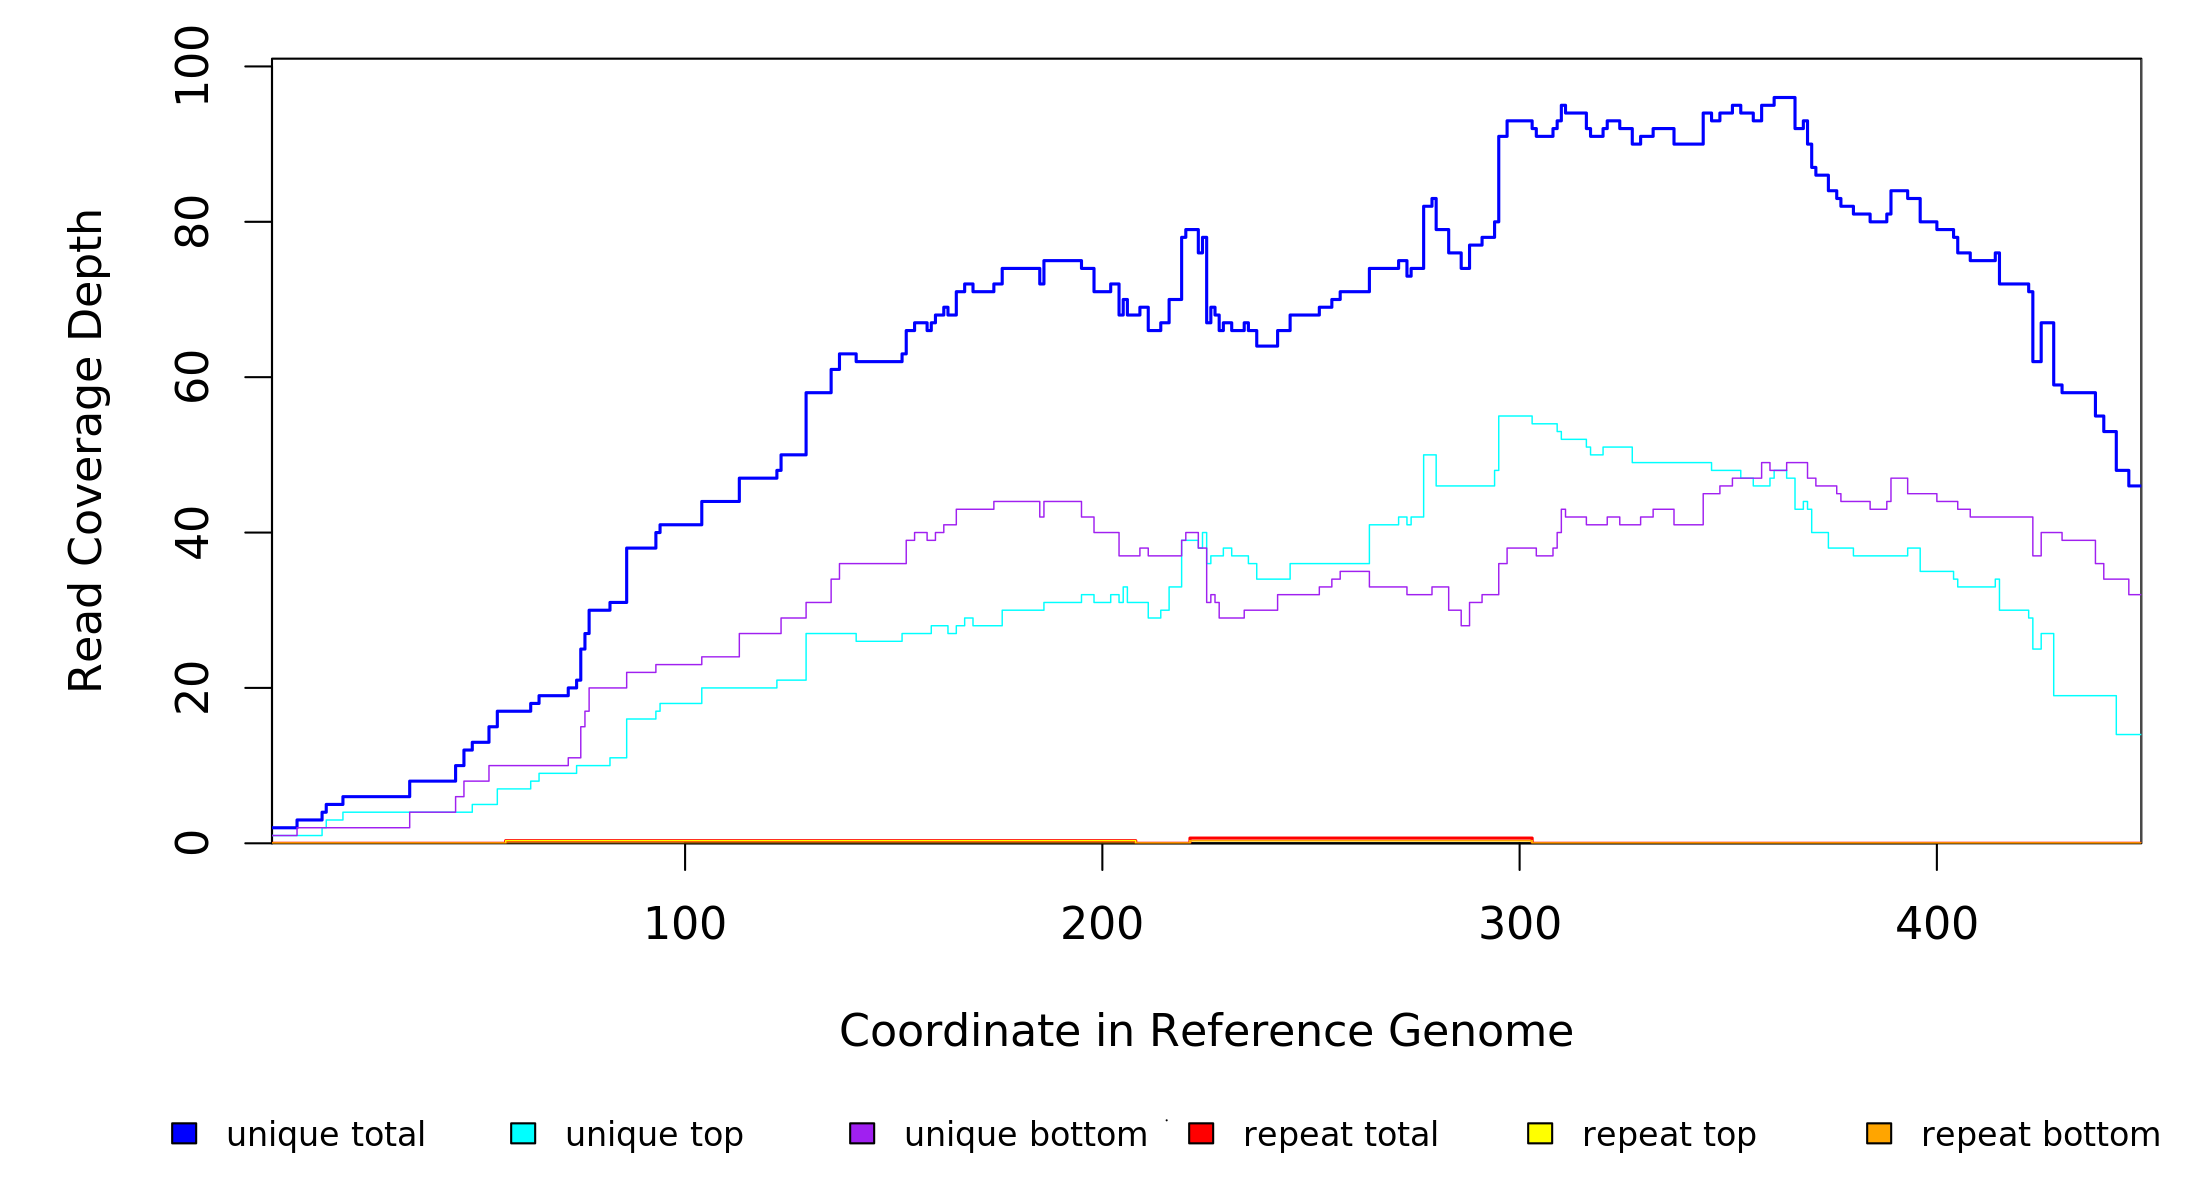 100
80
60
40
20
0
Read Coverage Depth
100 200 300 400
Coordinate in Reference Genome
unique total unique top unique bottom repeat total repeat top repeat bottom